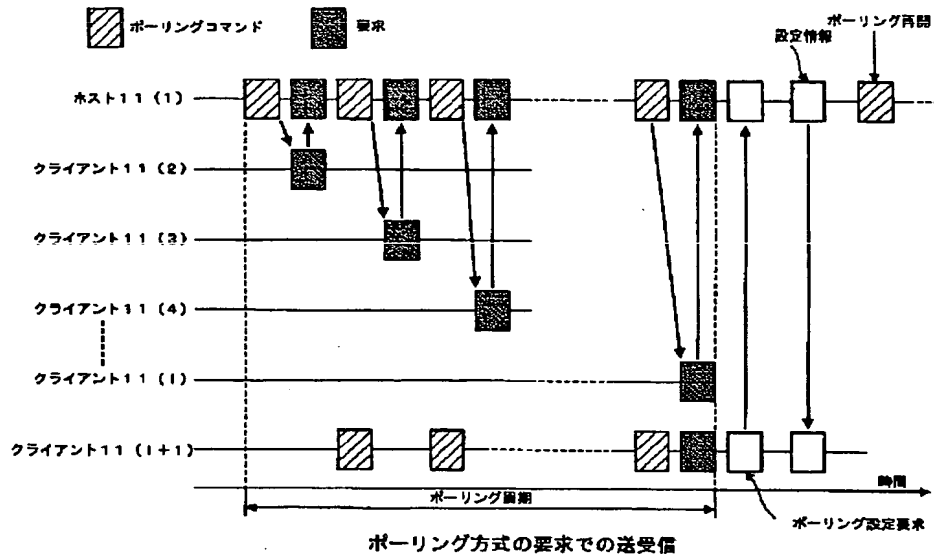 ポーリングコマンド
要求
ポーリング再開
設定情報
ホスト11(1)
クライアント11(2)
クライアント11(3)
クライアント11(4)
クライアント11(I)
クライアント11(I+1)
時間
ポーリング周期
ポーリング設定要求
ポーリング方式の要求での送受信